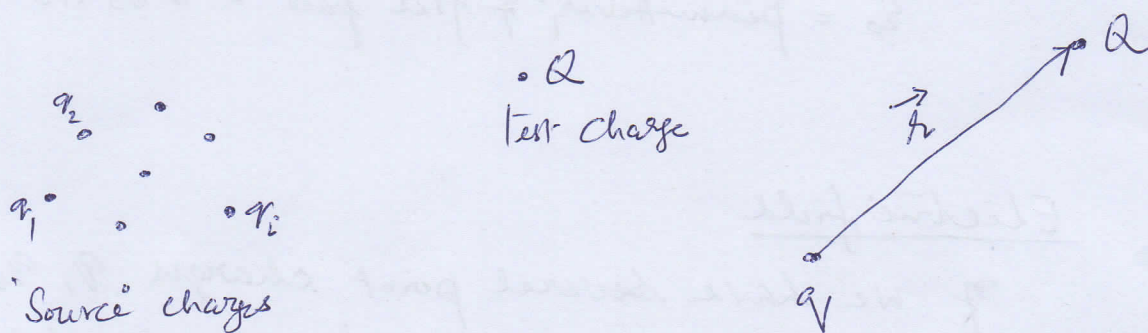 Q
Q
Test charge
q₂
r⃗
q₁
qᵢ
"Source" charges
q